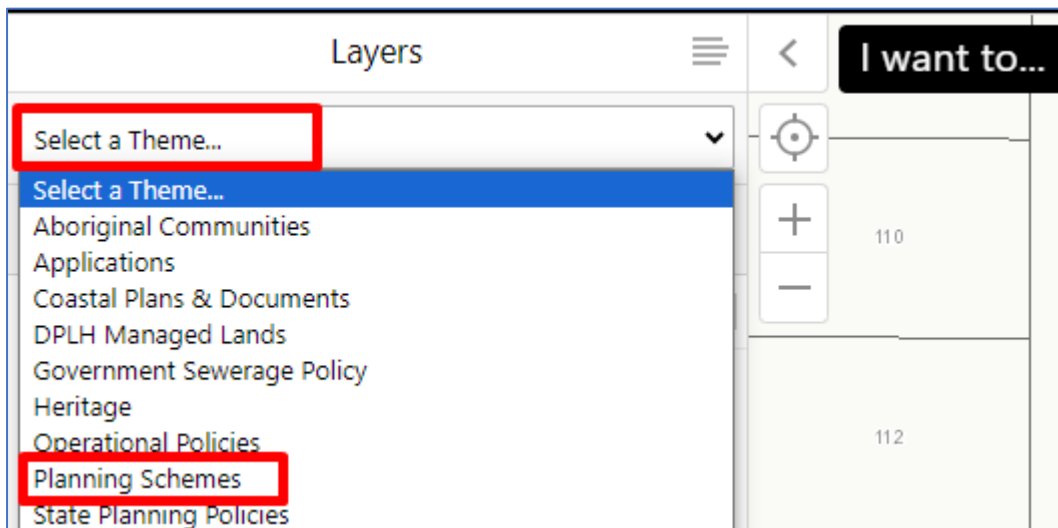 Layers
I want to...
Select a Theme...
Select a Theme...
Aboriginal Communities
Applications
110
Coastal Plans & Documents
DPLH Managed Lands
Government Sewerage Policy
Heritage
Operational Policies
112
Planning Schemes
State Planning Policies